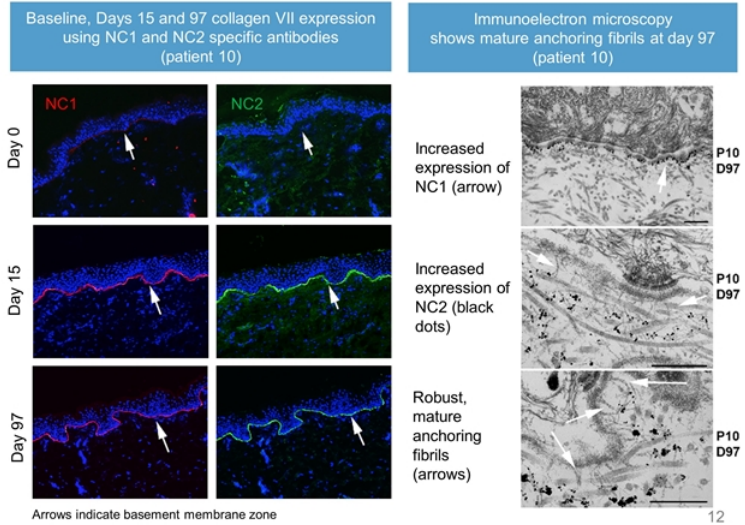 Baseline, Days 15 and 97 collagen VII expression
using NC1 and NC2 specific antibodies
(patient 10)
Immunoelectron microscopy
shows mature anchoring fibrils at day 97
(patient 10)
NC1
NC2
Day 0
Day 15
Day 97
Increased
expression of
NC1 (arrow)
P10
D97
Increased
expression of
NC2 (black
dots)
P10
D97
Robust,
mature
anchoring
fibrils
(arrows)
P10
D97
Arrows indicate basement membrane zone
12